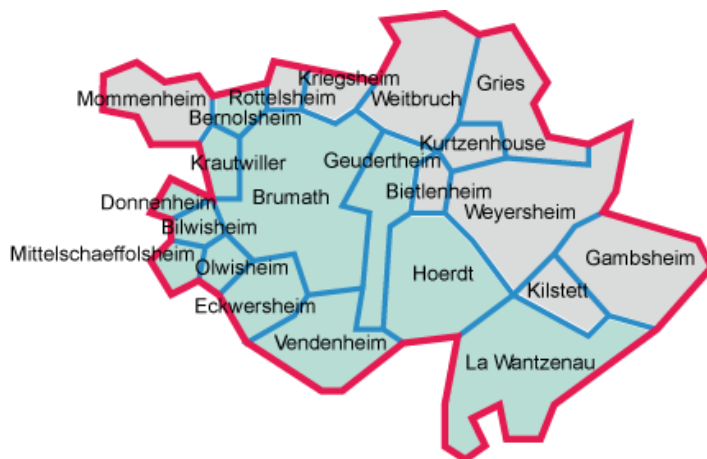 Kriegsheim
Gries
Mommenheim
Rottelsheim
Weitbruch
Bernolsheim
Kurtzenhouse
Krautwiller
Geudertheim
Brumath
Bietlenheim
Donnenheim
Weyersheim
Bilwisheim
Mittelschaeffolsheim
Gambsheim
Olwisheim
Hoerdt
Kilstett
Eckwersheim
Vendenheim
La Wantzenau